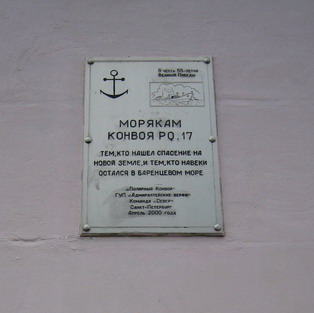 В честь 55-летия
Великой Победы
МОРЯКАМ
КОНВОЯ PQ.17
ТЕМ, КТО НАШЕЛ СПАСЕНИЕ НА
НОВОЙ ЗЕМЛЕ, И ТЕМ, КТО НАВЕКИ
ОСТАЛСЯ В БАРЕНЦЕВОМ МОРЕ
"Полярный Конвой"
ГУП "Адмиралтейские верфи"
Команда "Север"
Санкт-Петербург
Апрель 2000 года